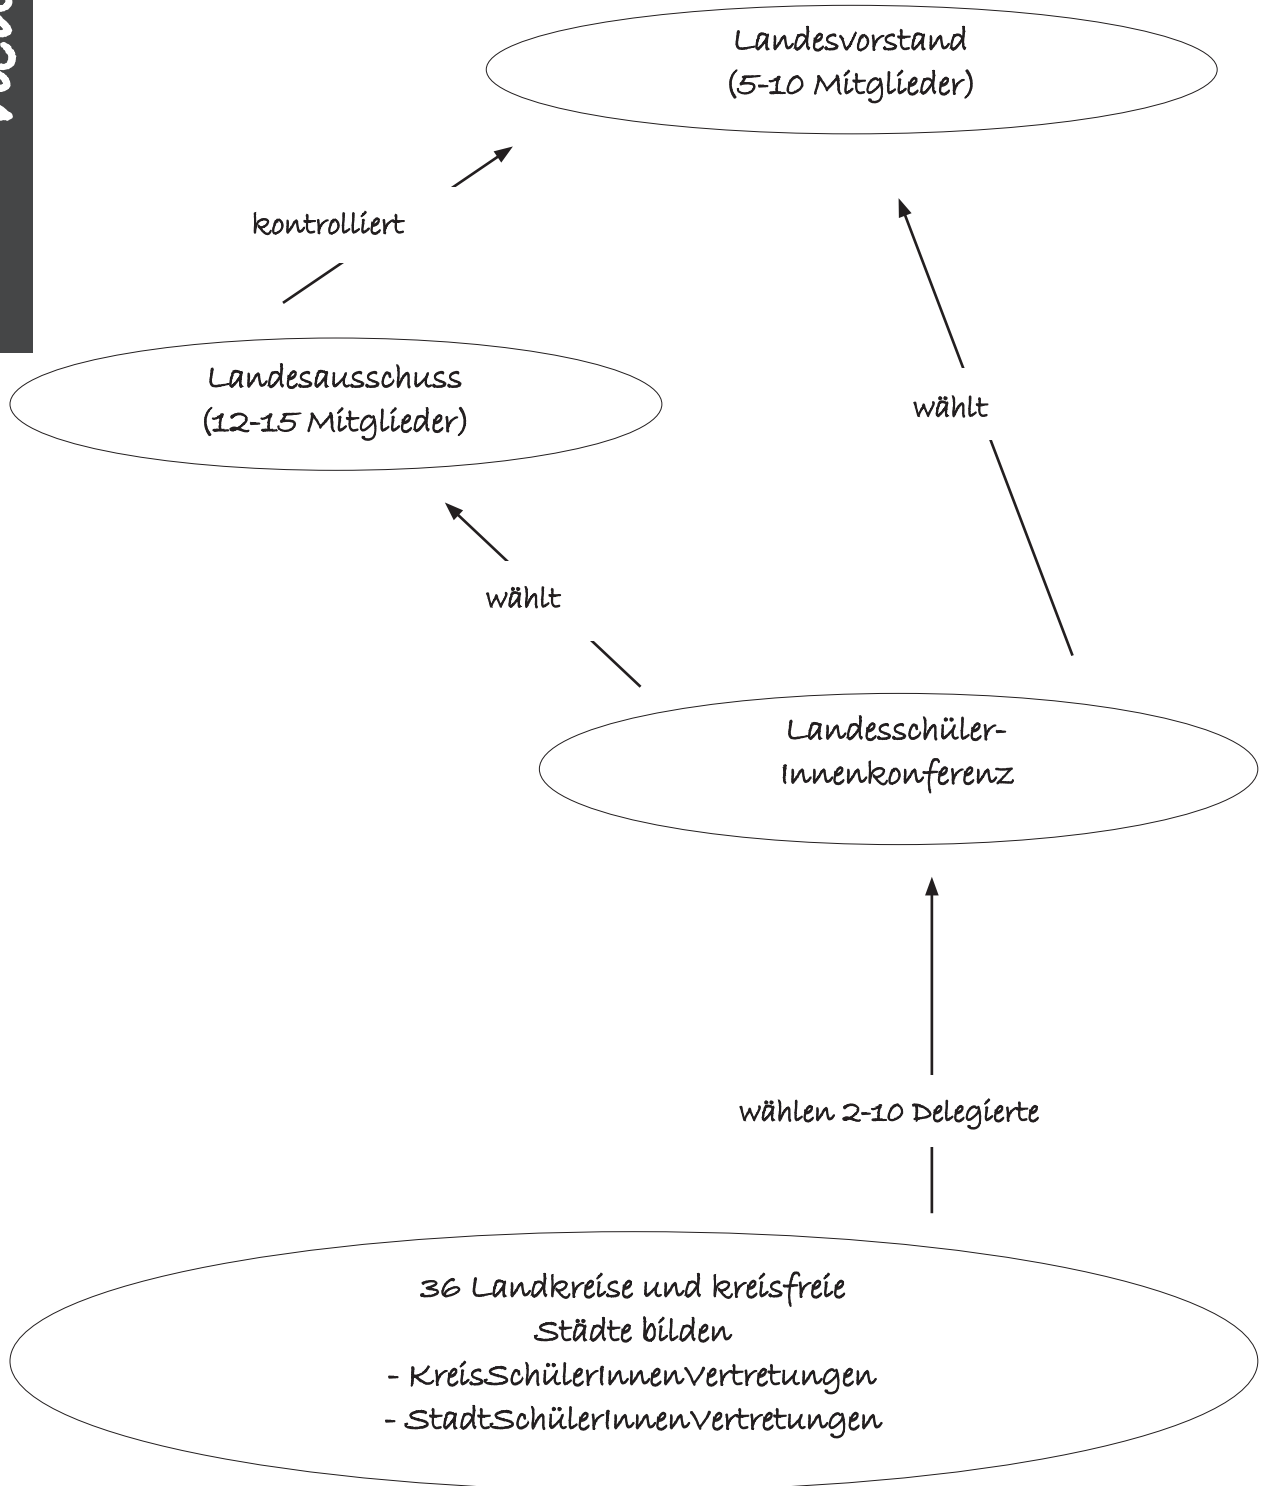 Landesvorstand
(5-10 Mitglieder)
kontrolliert
Landesausschuss
(12-15 Mitglieder)
wählt
wählt
Landesschüler-
Innenkonferenz
wählen 2-10 Delegierte
36 Landkreise und kreisfreie
Städte bilden
- KreisSchülerInnenVertretungen
- StadtSchülerInnenVertretungen